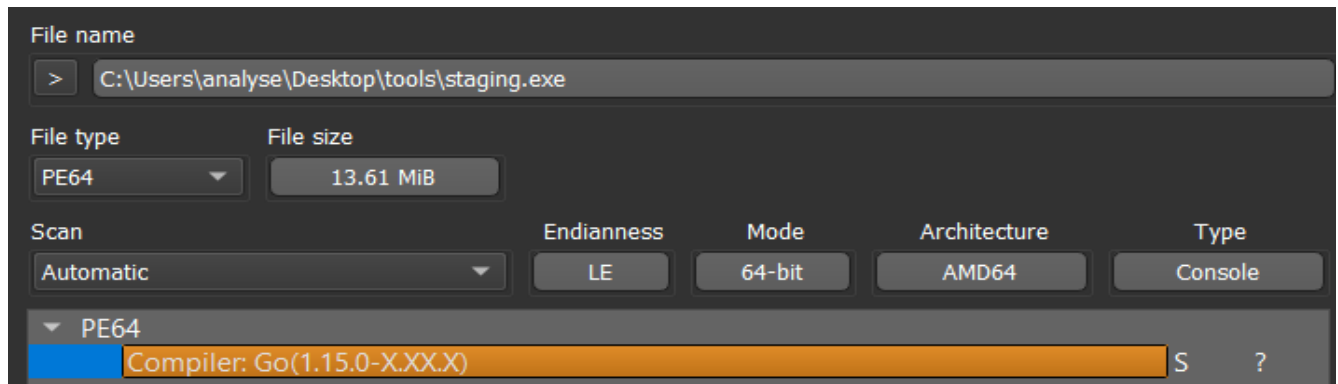 File name
> C:\Users\analyse\Desktop\tools\staging.exe
File type File size
PE64 13.61 MiB
Scan Endianness Mode Architecture Type
Automatic LE 64-bit AMD64 Console
PE64
Compiler: Go(1.15.0-X.XX.X) S ?